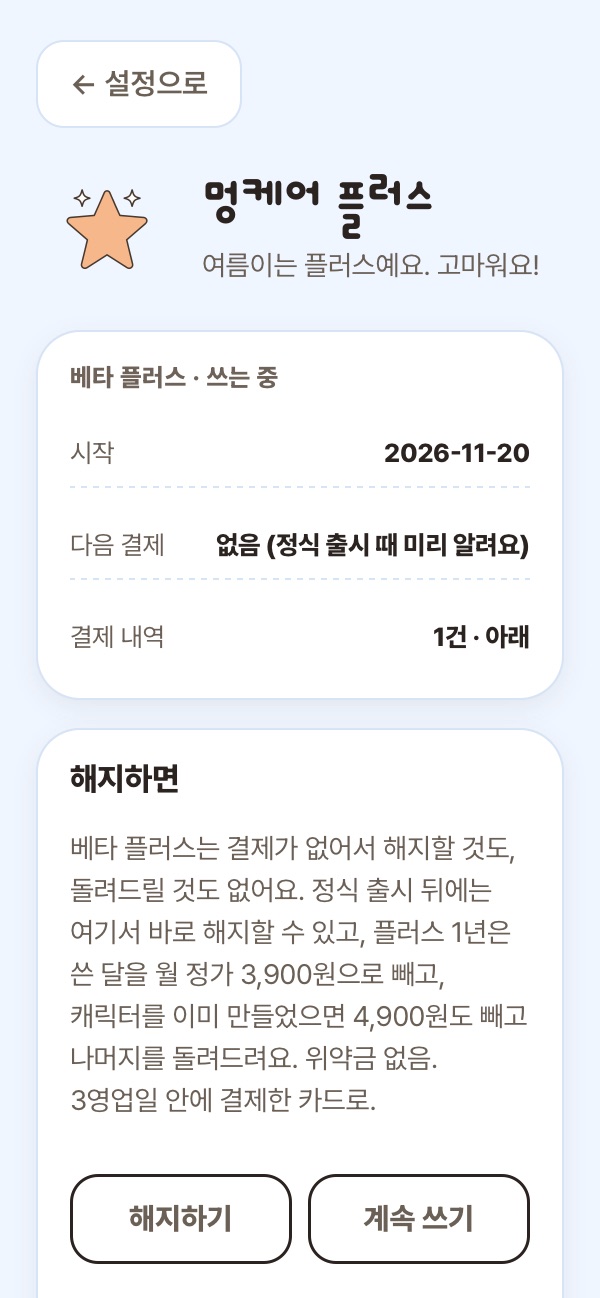 ← 설정으로
멍케어 플러스
여름이는 플러스예요. 고마워요!
베타 플러스 · 쓰는 중
시작 2026-11-20
다음 결제 없음 (정식 출시 때 미리 알려요)
결제 내역 1건 · 아래
해지하면
베타 플러스는 결제가 없어서 해지할 것도,
돌려드릴 것도 없어요. 정식 출시 뒤에는
여기서 바로 해지할 수 있고, 플러스 1년은
쓴 달을 월 정가 3,900원으로 빼고,
캐릭터를 이미 만들었으면 4,900원도 빼고
나머지를 돌려드려요. 위약금 없음.
3영업일 안에 결제한 카드로.
해지하기 계속 쓰기